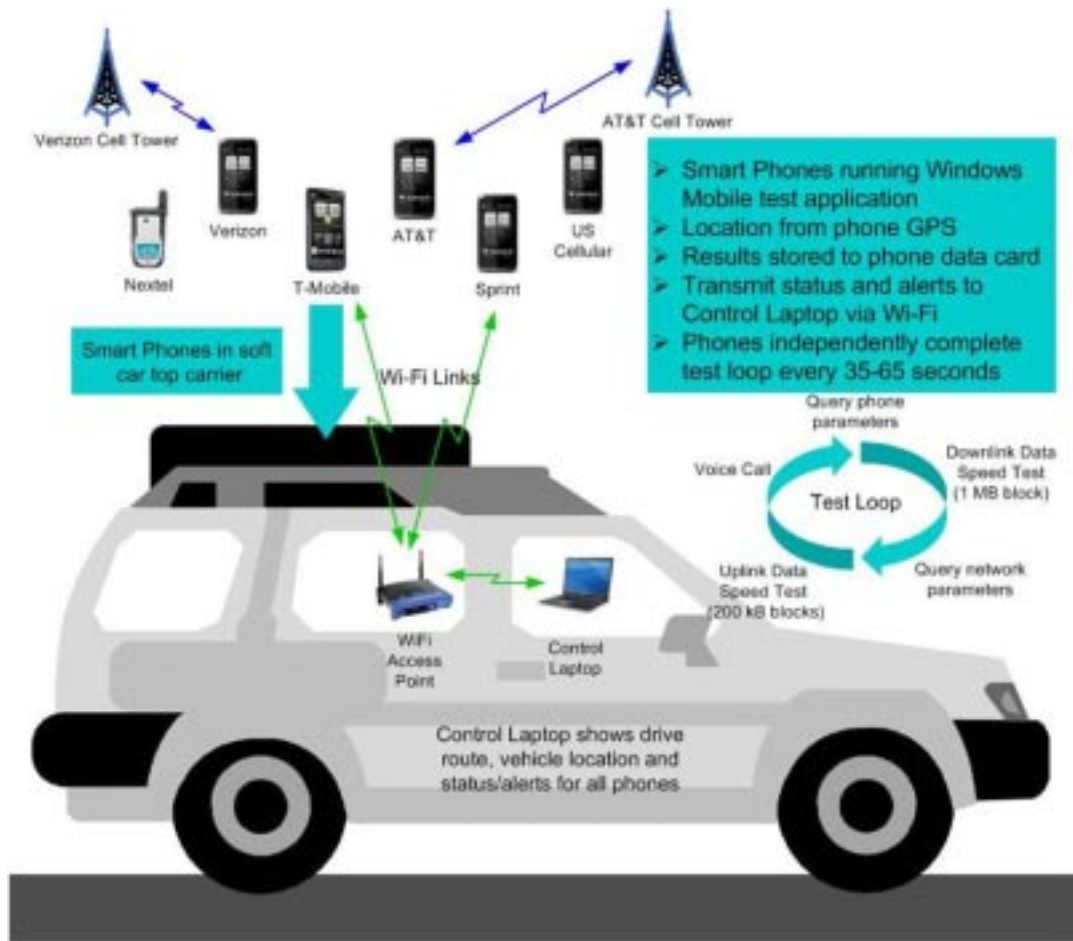 Verizon Cell Tower
AT&T Cell Tower
Nextel
Verizon
T-Mobile
AT&T
Sprint
US
Cellular
➢ Smart Phones running Windows
Mobile test application
➢ Location from phone GPS
➢ Results stored to phone data card
➢ Transmit status and alerts to
Control Laptop via Wi-Fi
➢ Phones independently complete
test loop every 35-65 seconds
Smart Phones in soft
car top carrier
Wi-Fi Links
Query phone
parameters
Voice Call
Downlink Data
Speed Test
(1 MB block)
Test Loop
Uplink Data
Speed Test
(200 kB blocks)
Query network
parameters
WiFi
Access
Point
Control
Laptop
Control Laptop shows drive
route, vehicle location and
status/alerts for all phones